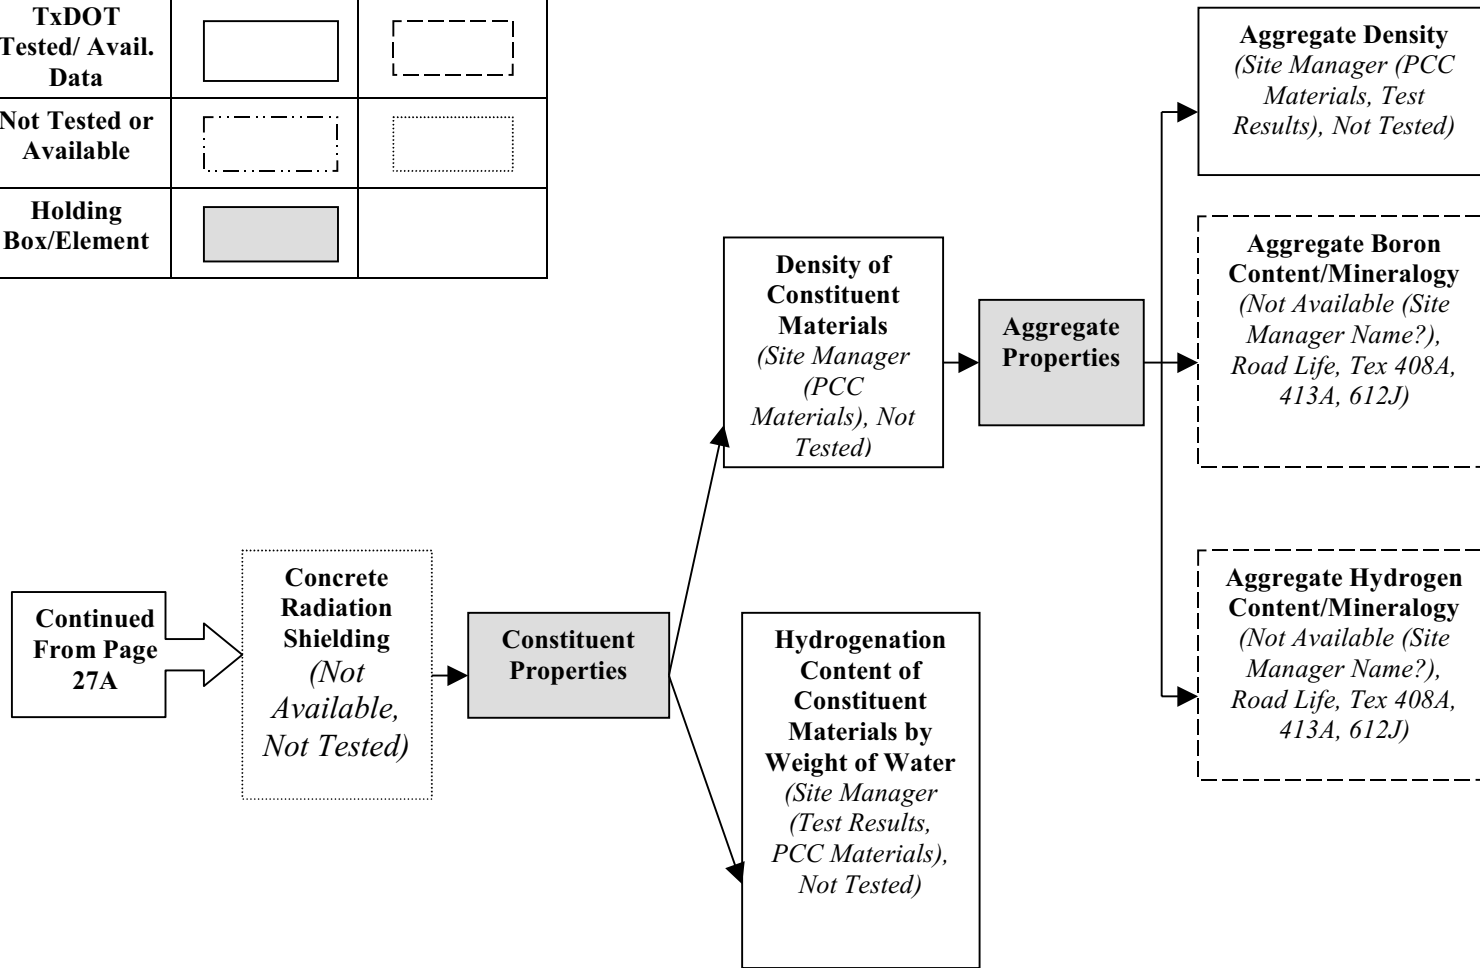 TxDOT
Tested/ Avail.
Data
Not Tested or
Available
Holding
Box/Element
Continued
From Page
27A
Concrete
Radiation
Shielding
(Not
Available,
Not Tested)
Constituent
Properties
Density of
Constituent
Materials
(Site Manager
(PCC
Materials), Not
Tested)
Hydrogenation
Content of
Constituent
Materials by
Weight of Water
(Site Manager
(Test Results,
PCC Materials),
Not Tested)
Aggregate
Properties
Aggregate Density
(Site Manager (PCC
Materials, Test
Results), Not Tested)
Aggregate Boron
Content/Mineralogy
(Not Available (Site
Manager Name?),
Road Life, Tex 408A,
413A, 612J)
Aggregate Hydrogen
Content/Mineralogy
(Not Available (Site
Manager Name?),
Road Life, Tex 408A,
413A, 612J)